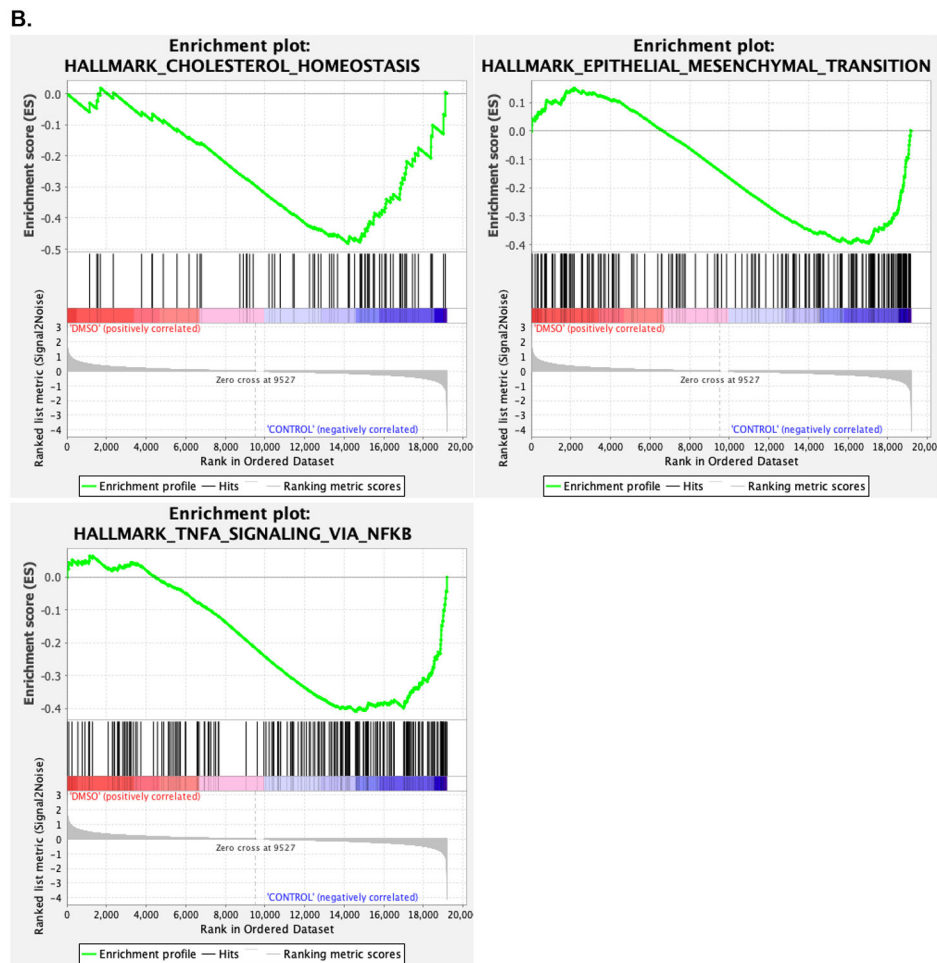 B.
Enrichment plot:
HALLMARK_CHOLESTEROL_HOMEOSTASIS
Enrichment score (ES)
0.0
-0.1
-0.2
-0.3
-0.4
-0.5
Ranked list metric (Signal2Noise)
3
2
1
0
-1
-2
-3
-4
'DMSO' (positively correlated)
Zero cross at 9527
'CONTROL' (negatively correlated)
0 2,000 4,000 6,000 8,000 10,000 12,000 14,000 16,000 18,000 20,000
Rank in Ordered Dataset
Enrichment profile Hits Ranking metric scores
Enrichment plot:
HALLMARK_EPITHELIAL_MESENCHYMAL_TRANSITION
Enrichment score (ES)
0.1
0.0
-0.1
-0.2
-0.3
-0.4
Ranked list metric (Signal2Noise)
3
2
1
0
-1
-2
-3
-4
'DMSO' (positively correlated)
Zero cross at 9527
'CONTROL' (negatively correlated)
0 2,000 4,000 6,000 8,000 10,000 12,000 14,000 16,000 18,000 20,000
Rank in Ordered Dataset
Enrichment profile Hits Ranking metric scores
Enrichment plot:
HALLMARK_TNFA_SIGNALING_VIA_NFKB
Enrichment score (ES)
0.0
-0.1
-0.2
-0.3
-0.4
Ranked list metric (Signal2Noise)
3
2
1
0
-1
-2
-3
-4
'DMSO' (positively correlated)
Zero cross at 9527
'CONTROL' (negatively correlated)
0 2,000 4,000 6,000 8,000 10,000 12,000 14,000 16,000 18,000 20,000
Rank in Ordered Dataset
Enrichment profile Hits Ranking metric scores